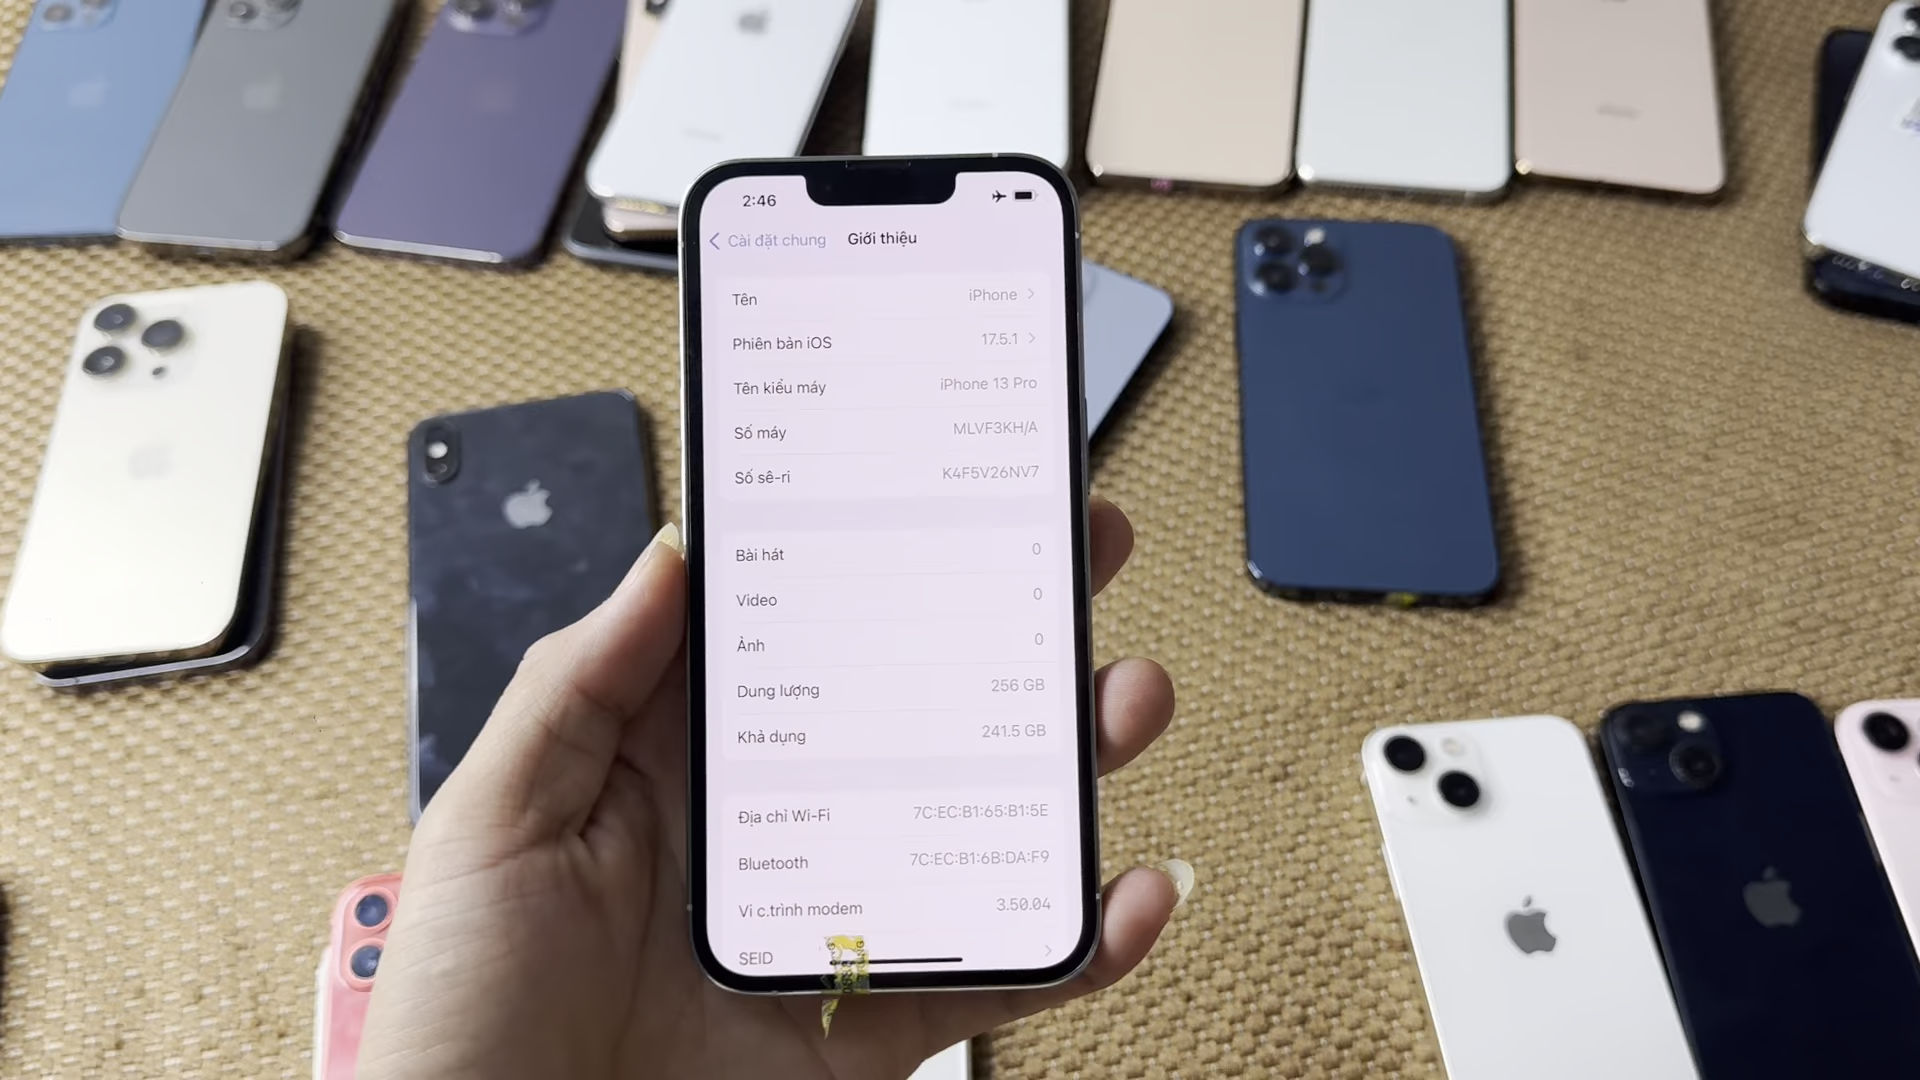 2:46
Cài đặt chung Giới thiệu
Tên iPhone
Phiên bản iOS 17.5.1
Tên kiểu máy iPhone 13 Pro
Số máy MLVF3KH/A
Số sê-ri K4F5V26NV7
Bài hát 0
Video 0
Ảnh 0
Dung lượng 256 GB
Khả dụng 241.5 GB
Địa chỉ Wi-Fi 7C:EC:B1:65:B1:5E
Bluetooth 7C:EC:B1:6B:DA:F9
Vi c.trình modem 3.50.04
SEID